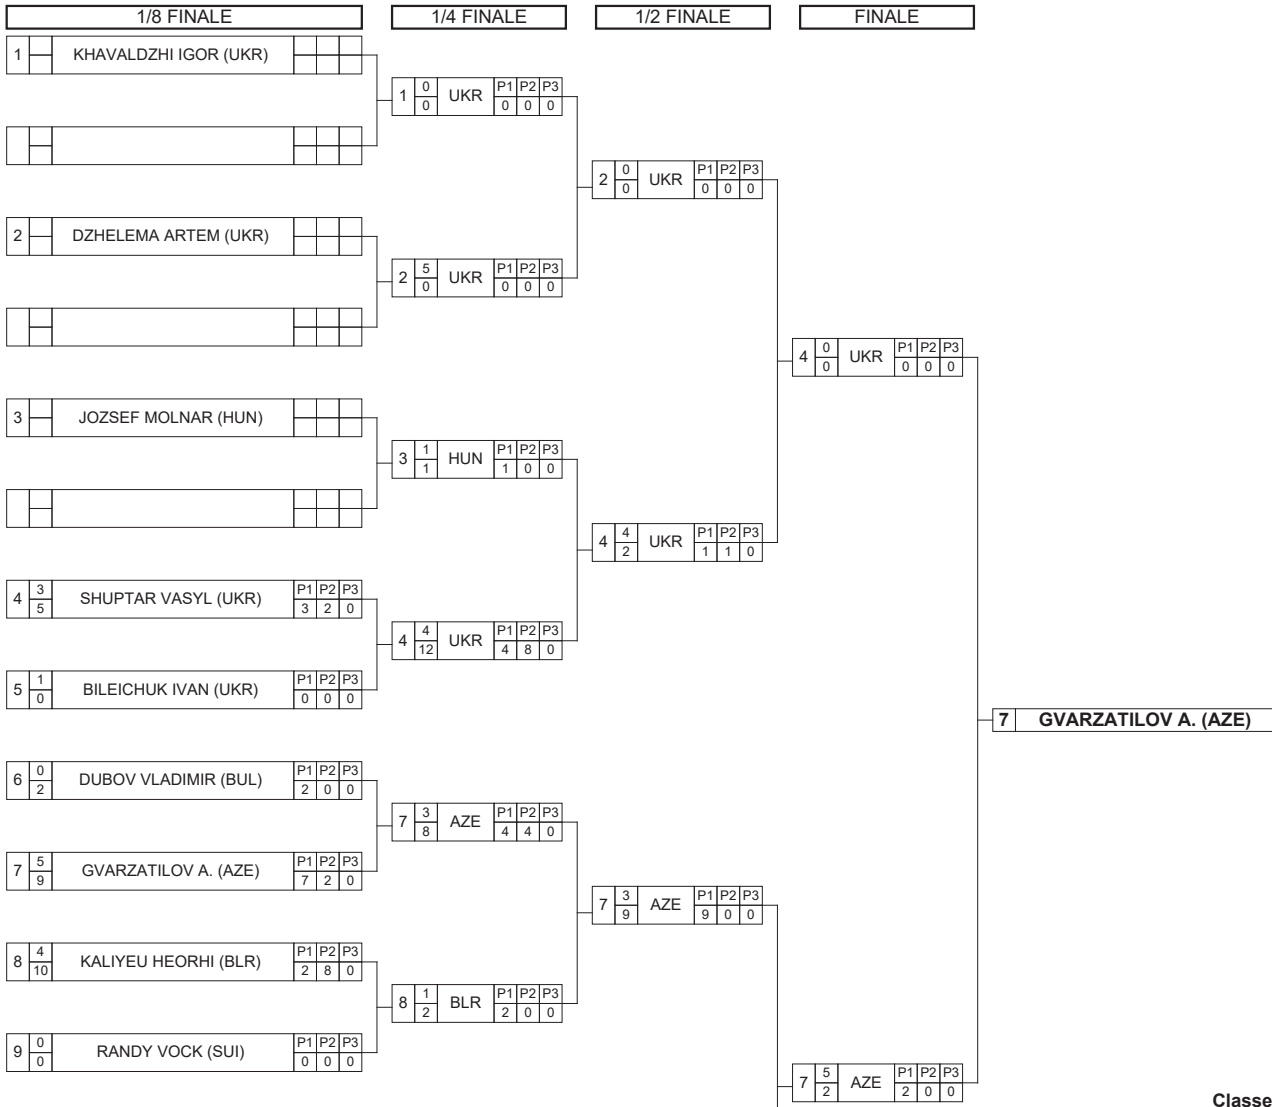 1/8 FINALE 1/4 FINALE 1/2 FINALE FINALE
1 KHAVALDZHI IGOR (UKR)
1 0 0 UKR P1 P2 P3 0 0 0
2 0 0 UKR P1 P2 P3 0 0 0
2 DZHELEMA ARTEM (UKR)
2 5 0 UKR P1 P2 P3 0 0 0
4 0 0 UKR P1 P2 P3 0 0 0
3 JOZSEF MOLNAR (HUN)
3 1 1 HUN P1 P2 P3 1 0 0
4 4 2 UKR P1 P2 P3 1 1 0
4 3 5 SHUPTAR VASYL (UKR) P1 P2 P3 3 2 0
4 4 12 UKR P1 P2 P3 4 8 0
5 1 0 BILEICHUK IVAN (UKR) P1 P2 P3 0 0 0
7 GVARZATILOV A. (AZE)
6 0 2 DUBOV VLADIMIR (BUL) P1 P2 P3 2 0 0
7 3 8 AZE P1 P2 P3 4 4 0
7 5 9 GVARZATILOV A. (AZE) P1 P2 P3 7 2 0
7 3 9 AZE P1 P2 P3 9 0 0
8 4 10 KALIYEU HEORHI (BLR) P1 P2 P3 2 8 0
8 1 2 BLR P1 P2 P3 2 0 0
9 0 0 RANDY VOCK (SUI) P1 P2 P3 0 0 0
7 5 2 AZE P1 P2 P3 2 0 0
Classe